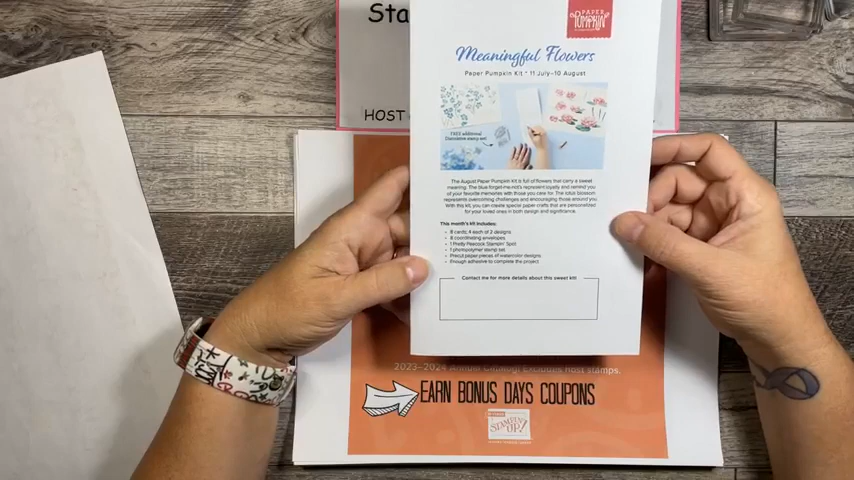 Sta
PAPER
PUMPKIN
Meaningful Flowers
Paper Pumpkin Kit * 11 July–10 August
FREE additional
The August Paper Pumpkin Kit is full of flowers that carry a sweet
meaning. The blue forget-me-nots represent loyalty and remind you
of your favorite memories with those you care for. The lotus blossom
represents overcoming challenges and encouraging those around you.
With this kit, you can create special paper crafts that are personalized
for your loved ones in both design and significance.
This month's kit includes:
• 8 cards, 4 each of 2 designs
• 8 coordinating envelopes
• 1 Pretty Peacock Stampin' Spot
• 1 photopolymer stamp set
• Precut paper pieces of watercolor designs
• Enough adhesive to complete the project
Contact me for more details about this sweet kit!
HOST
2023–2024 Annual Catalog! Excludes host stamps.
EARN BONUS DAYS COUPONS
STAMPIN' UP!